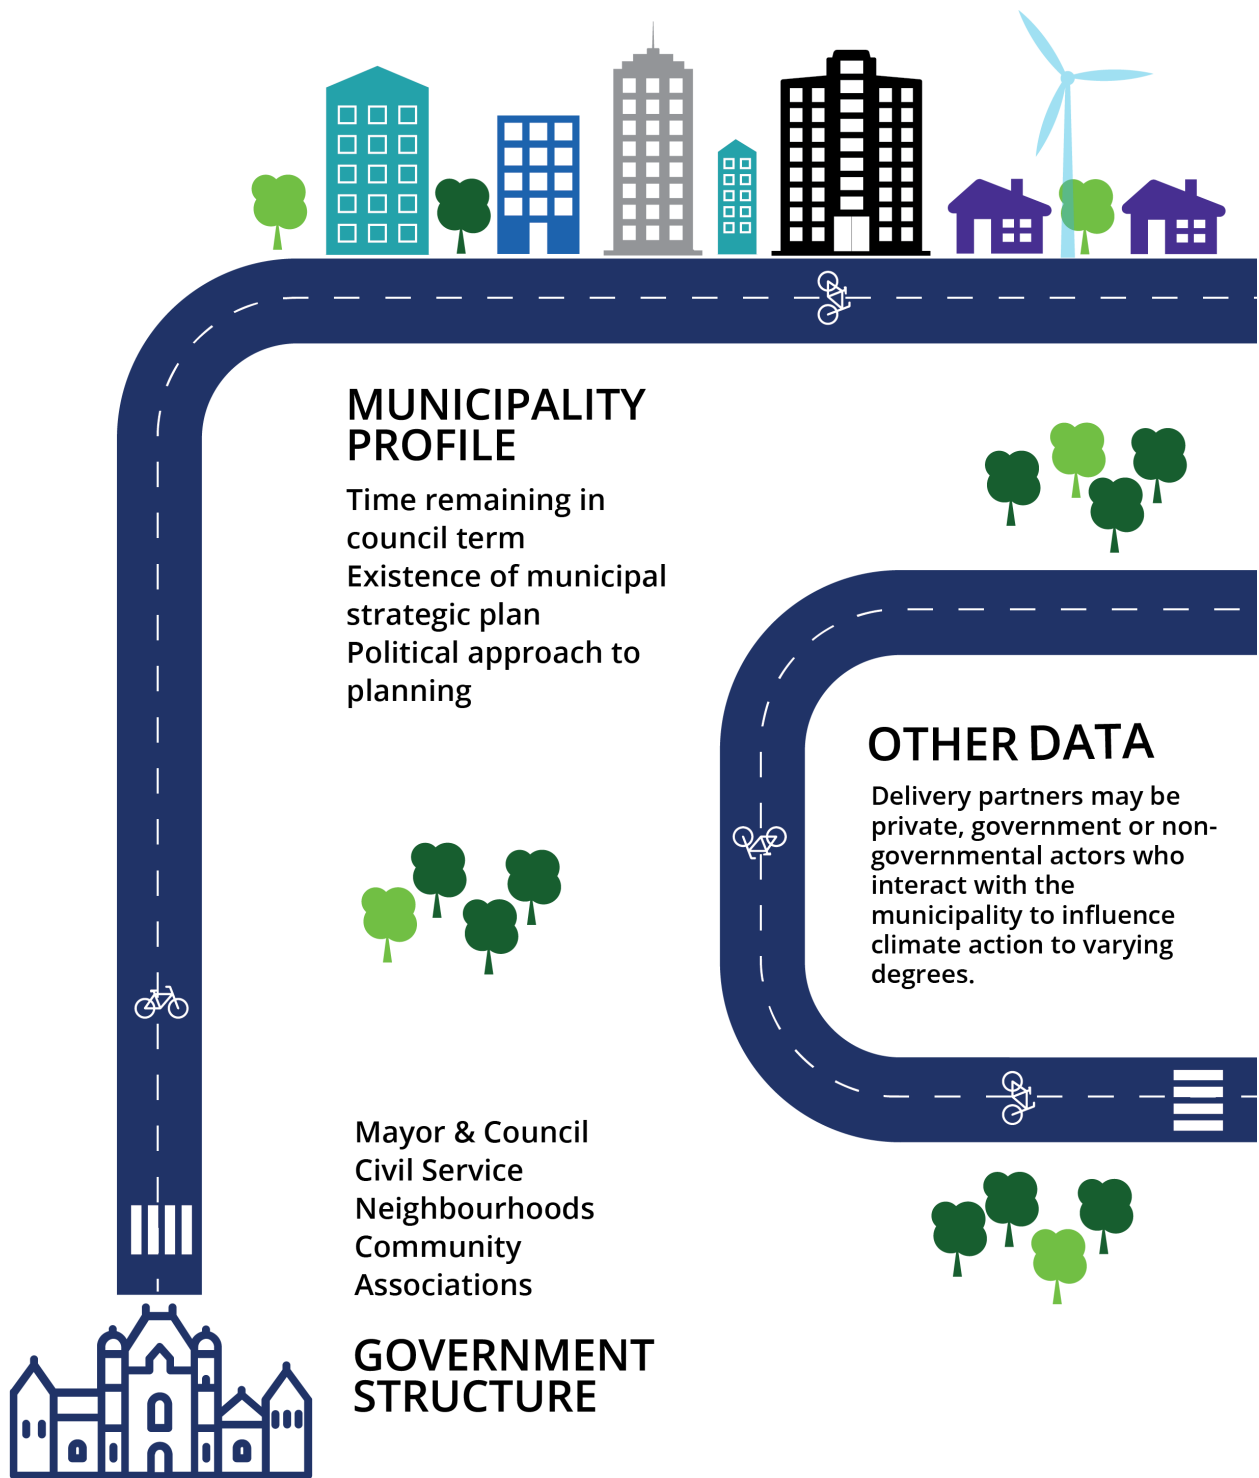 MUNICIPALITY
PROFILE
Time remaining in
council term
Existence of municipal
strategic plan
Political approach to
planning
OTHER DATA
Delivery partners may be
private, government or non-
governmental actors who
interact with the
municipality to influence
climate action to varying
degrees.
Mayor & Council
Civil Service
Neighbourhoods
Community
Associations
GOVERNMENT
STRUCTURE